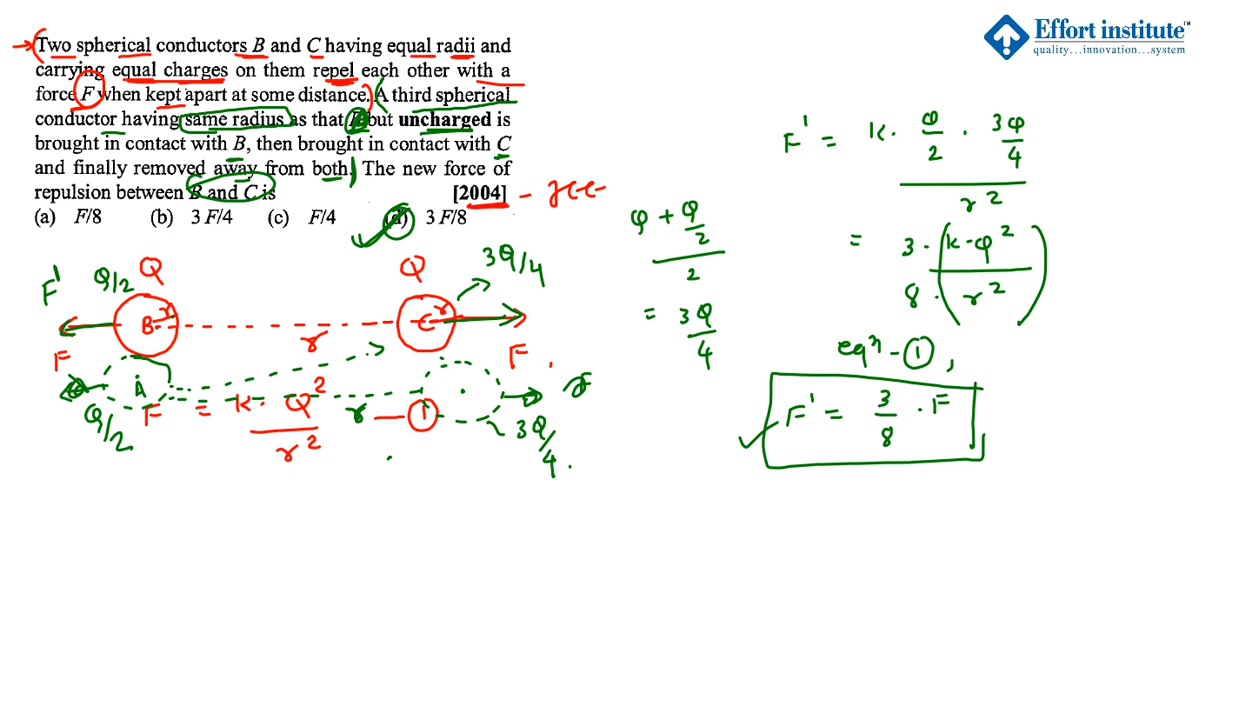 Effort institute™
quality...innovation...system
Two spherical conductors B and C having equal radii and
carrying equal charges on them repel each other with a
force F when kept apart at some distance. A third spherical
conductor having same radius as that B but uncharged is
brought in contact with B, then brought in contact with C
and finally removed away from both. The new force of
repulsion between B and C is [2004] - JEE
(a) F/8 (b) 3 F/4 (c) F/4 (d) 3 F/8
F' = k. Q/2 . 3Q/4
r²
Q + Q/2
2
= 3Q/4
= 3 . (k.Q²
8 . r²)
eqⁿ - ①,
F' = 3/8 . F
F' Q/2 Q Q 3Q/4
B r C r
r
F F
A
Q/2 3Q/4
F = k. Q² r — ①
r²